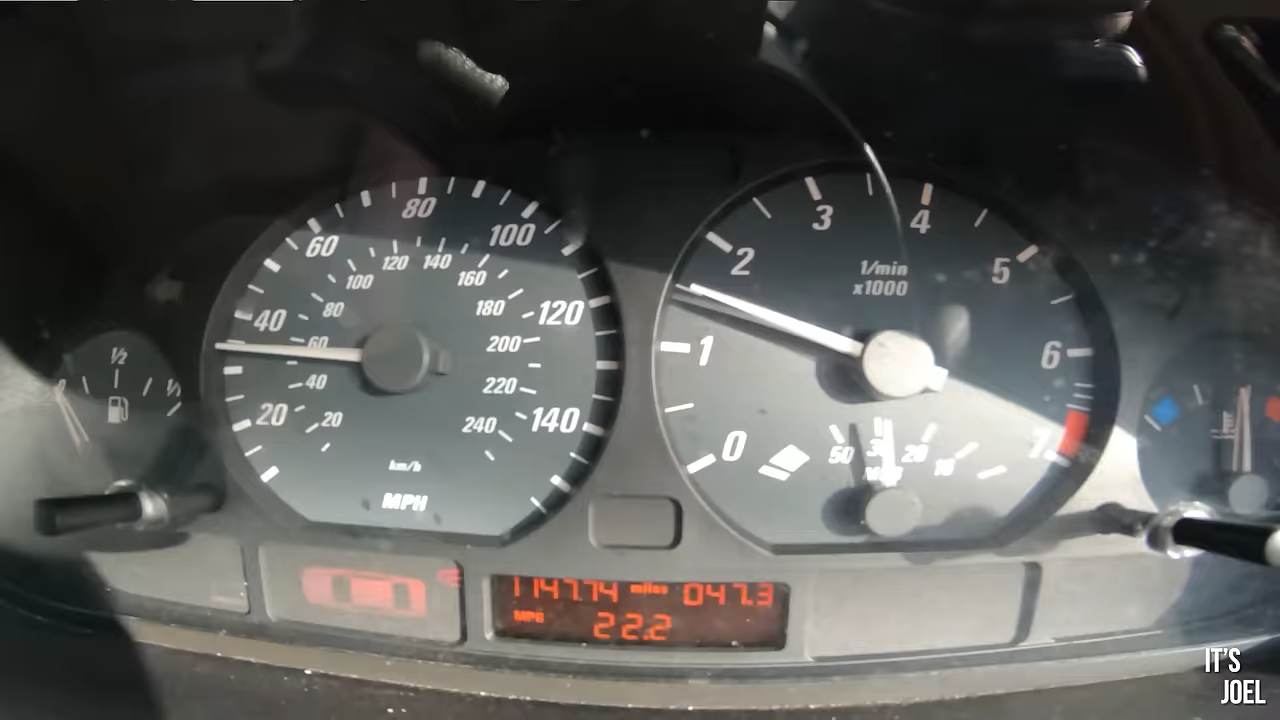 20 40 60 80 100 120 140
20 40 60 80 100 120 140 160 180 200 220 240
km/h
MPH
0 1 2 3 4 5 6 7
1/min
x1000
50 30 20
1/2
114774 miles 047.3
MPG 22.2
IT'S
JOEL